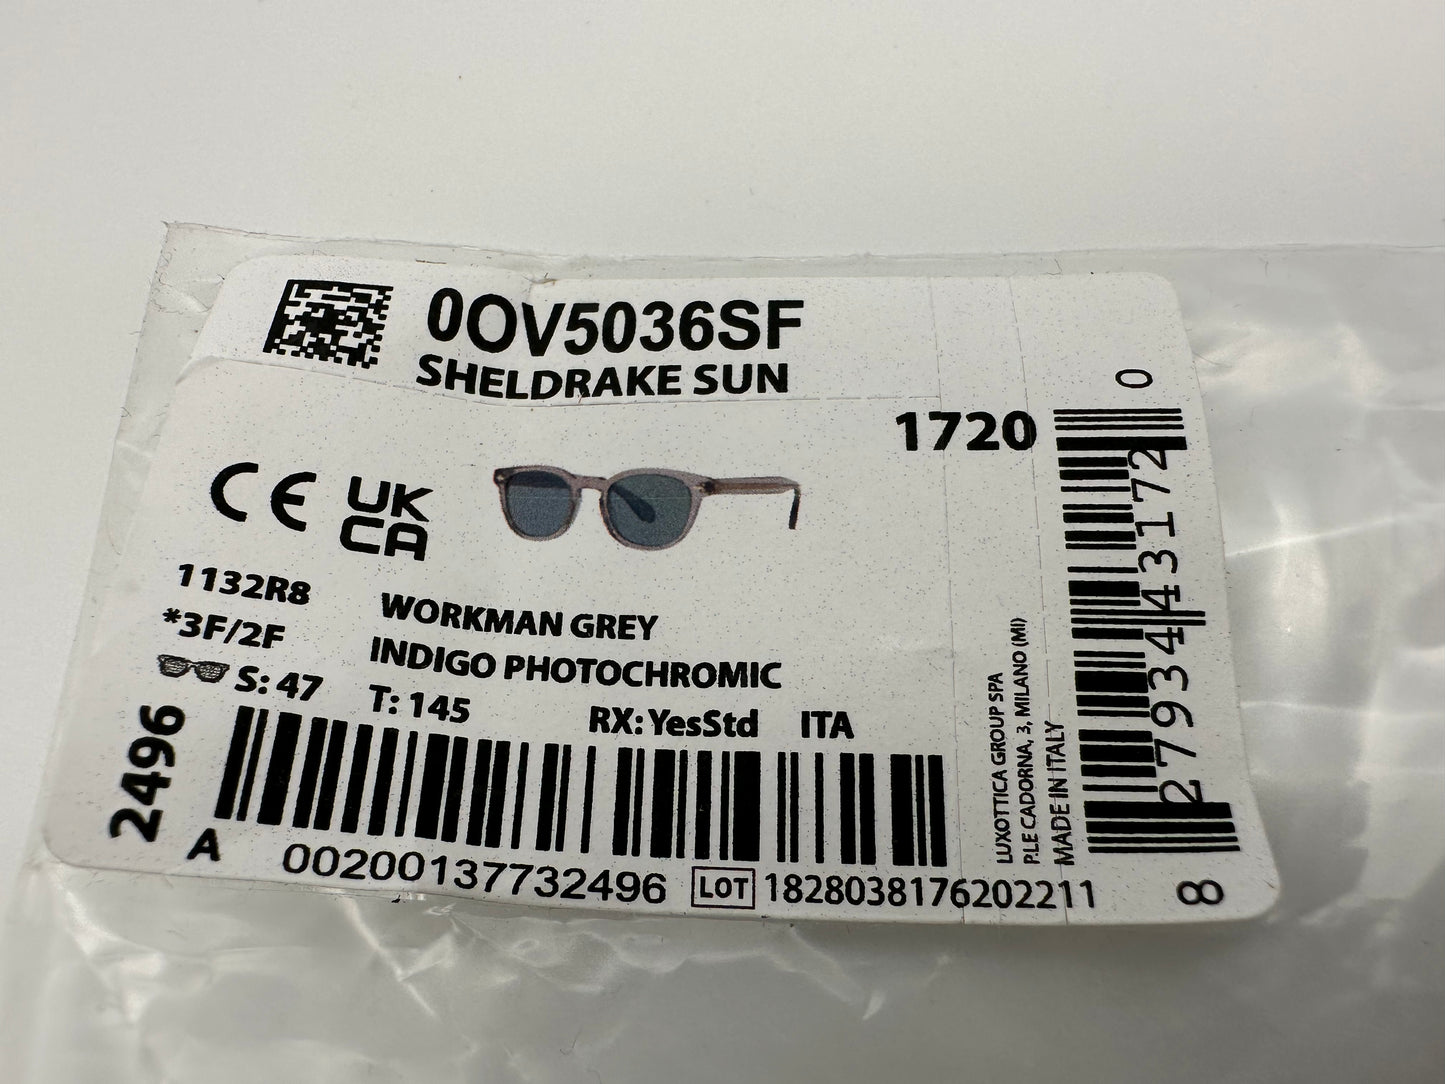 0OV5036SF
SHELDRAKE SUN
1720
CE
UK
CA
1132R8
WORKMAN GREY
*3F/2F
INDIGO PHOTOCHROMIC
S: 47
T: 145
RX: YesStd
ITA
2496
A
002001377732496
LOT 1828038176202211
LUXOTTICA GROUP SPA
P.LE CADORNA, 3, MILANO (MI)
MADE IN ITALY
8 27934 43172 0